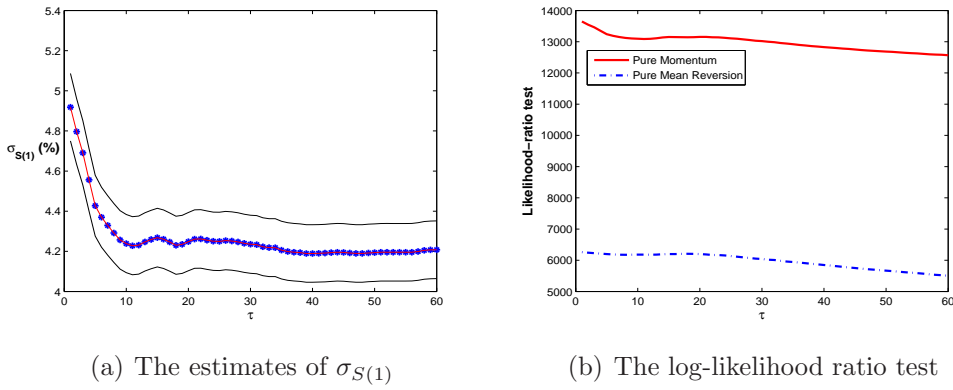 5.4
5.2
5
4.8
σS(1) (%)
4.6
4.4
4.2
4
0 10 20 30 40 50 60
τ
(a) The estimates of σS(1)
14000
13000
12000
11000
10000
9000
8000
7000
6000
5000
Likelihood−ratio test
Pure Momentum
Pure Mean Reversion
0 10 20 30 40 50 60
τ
(b) The log-likelihood ratio test